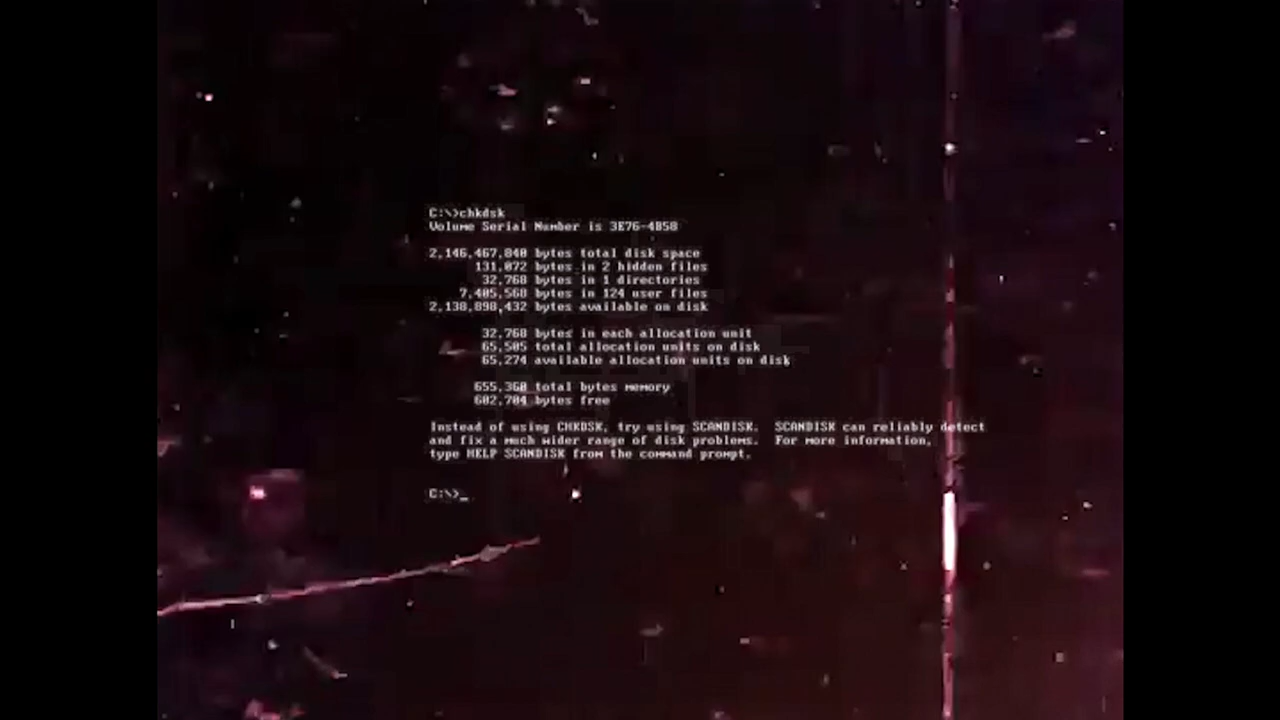 C:\>chkdsk
Volume Serial Number is 3E76-4B58
2,146,467,840 bytes total disk space
131,072 bytes in 2 hidden files
32,768 bytes in 1 directories
7,405,568 bytes in 124 user files
2,138,898,432 bytes available on disk
32,768 bytes in each allocation unit
65,505 total allocation units on disk
65,274 available allocation units on disk
655,360 total bytes memory
602,704 bytes free
Instead of using CHKDSK, try using SCANDISK. SCANDISK can reliably detect
and fix a much wider range of disk problems. For more information,
type HELP SCANDISK from the command prompt.
C:\>_